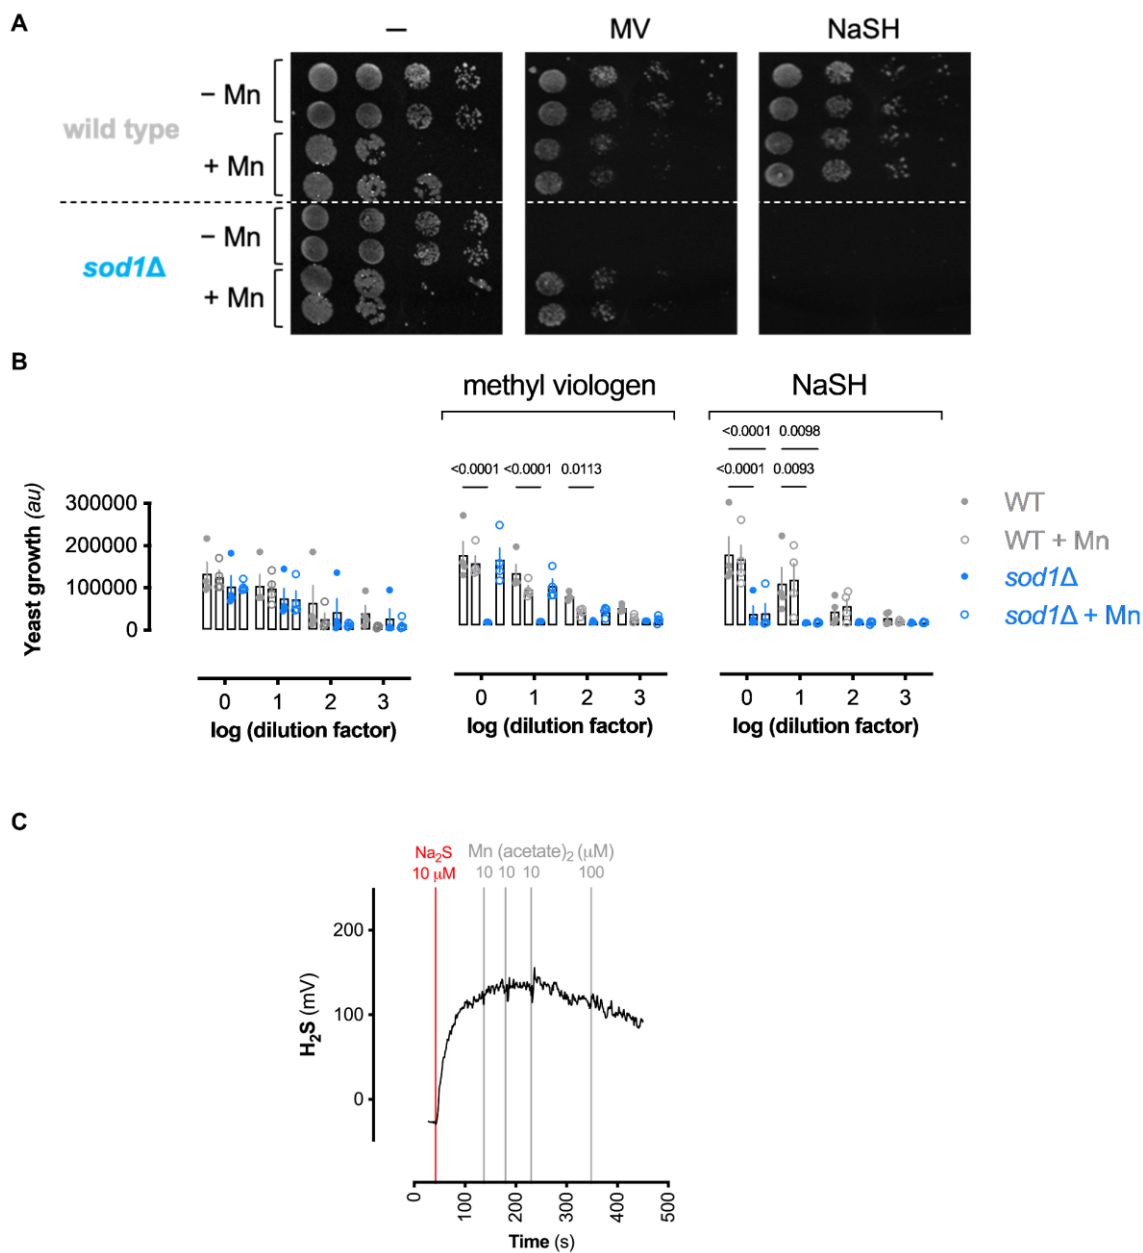 A
– MV NaSH
– Mn
wild type
+ Mn
– Mn
sod1Δ
+ Mn
B
methyl viologen NaSH
<0.0001 0.0098
<0.0001 <0.0001 0.0113 <0.0001 0.0093
Yeast growth (au)
300000
200000
100000
0
WT
WT + Mn
sod1Δ
sod1Δ + Mn
0 1 2 3 0 1 2 3 0 1 2 3
log (dilution factor) log (dilution factor) log (dilution factor)
C
Na₂S Mn (acetate)₂ (μM)
10 μM 10 10 10 100
H₂S (mV)
200
100
0
0 100 200 300 400 500
Time (s)